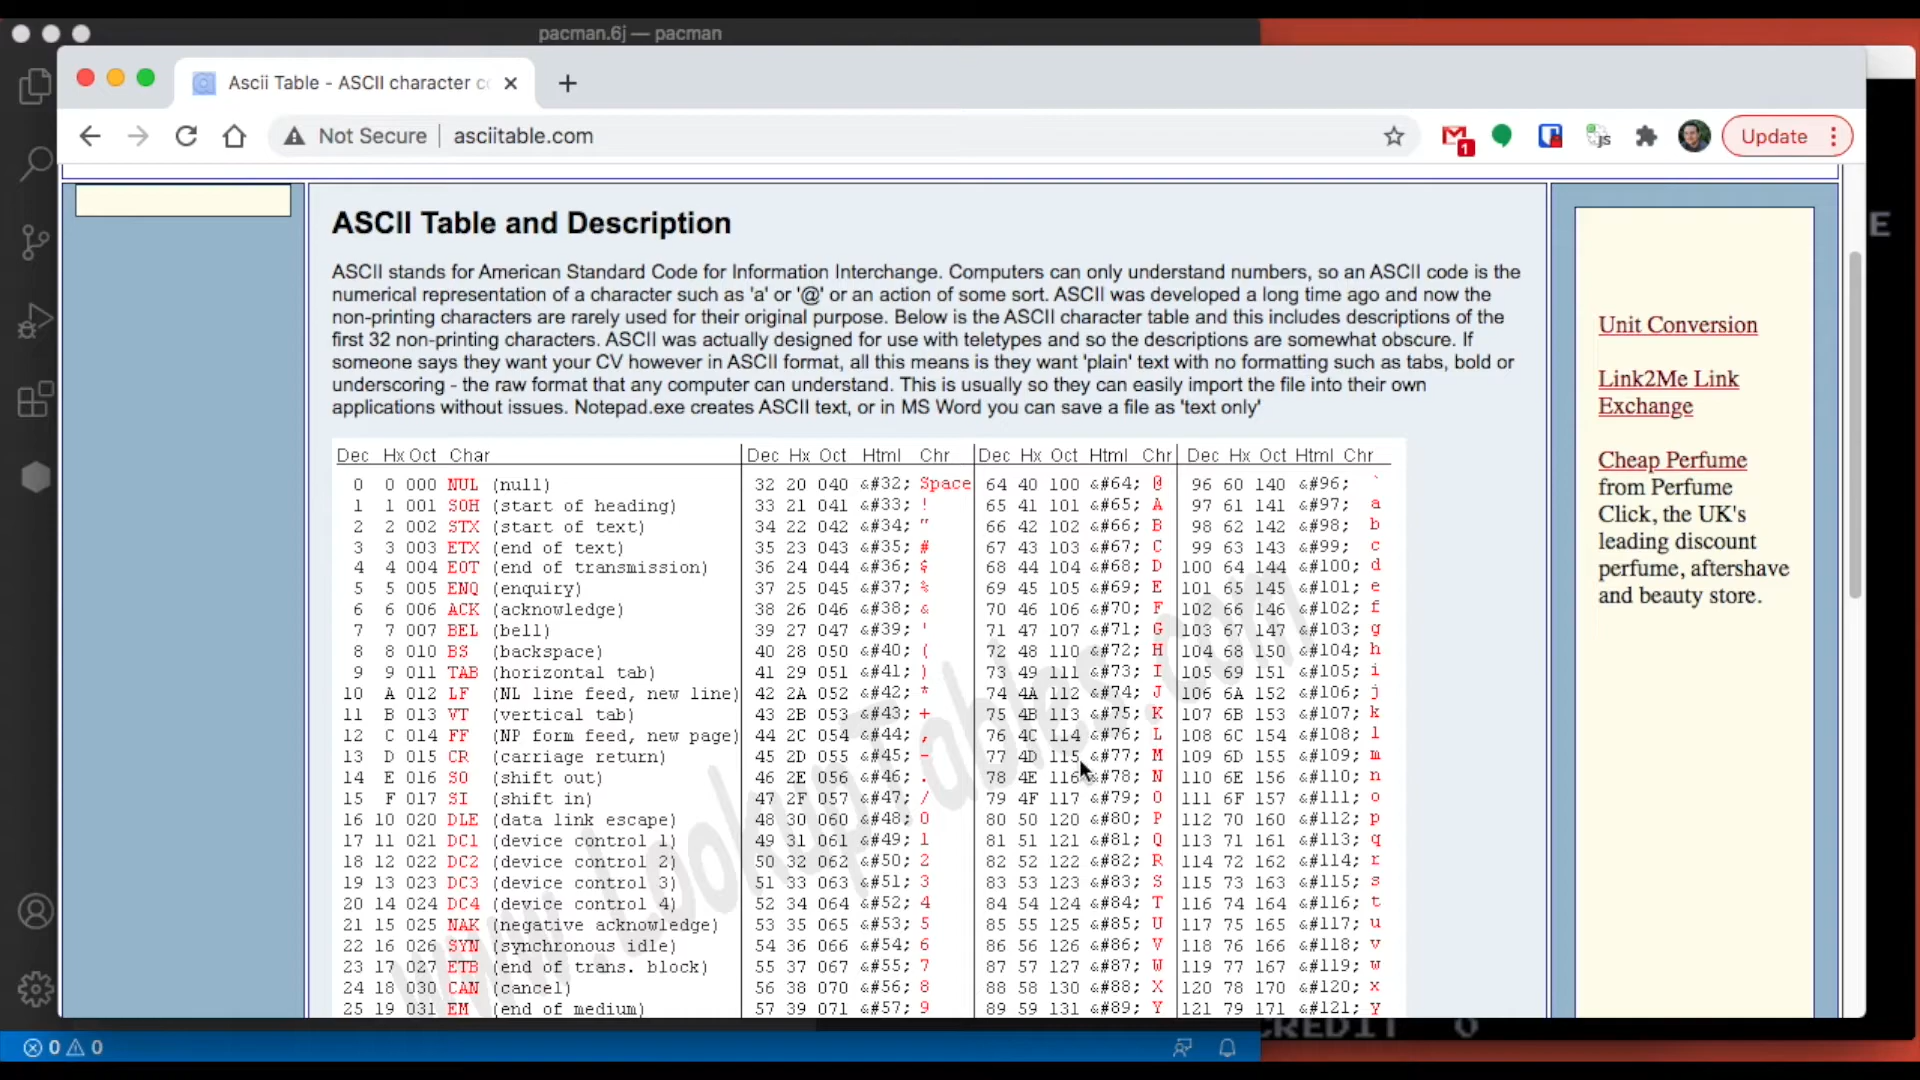 pacman.6j — pacman
Ascii Table - ASCII character co
Not Secure | asciitable.com
1
js
Update
E
ASCII Table and Description
ASCII stands for American Standard Code for Information Interchange. Computers can only understand numbers, so an ASCII code is the
numerical representation of a character such as 'a' or '@' or an action of some sort. ASCII was developed a long time ago and now the
non-printing characters are rarely used for their original purpose. Below is the ASCII character table and this includes descriptions of the
first 32 non-printing characters. ASCII was actually designed for use with teletypes and so the descriptions are somewhat obscure. If
someone says they want your CV however in ASCII format, all this means is they want 'plain' text with no formatting such as tabs, bold or
underscoring - the raw format that any computer can understand. This is usually so they can easily import the file into their own
applications without issues. Notepad.exe creates ASCII text, or in MS Word you can save a file as 'text only'
Unit Conversion
Link2Me Link
Exchange
Cheap Perfume
from Perfume
Click, the UK's
leading discount
perfume, aftershave
and beauty store.
Dec Hx Oct Char Dec Hx Oct Html Chr Dec Hx Oct Html Chr Dec Hx Oct Html Chr
0 0 000 NUL (null) 32 20 040 &#32; Space 64 40 100 &#64; @ 96 60 140 &#96; `
1 1 001 SOH (start of heading) 33 21 041 &#33; ! 65 41 101 &#65; A 97 61 141 &#97; a
2 2 002 STX (start of text) 34 22 042 &#34; " 66 42 102 &#66; B 98 62 142 &#98; b
3 3 003 ETX (end of text) 35 23 043 &#35; # 67 43 103 &#67; C 99 63 143 &#99; c
4 4 004 EOT (end of transmission) 36 24 044 &#36; $ 68 44 104 &#68; D 100 64 144 &#100; d
5 5 005 ENQ (enquiry) 37 25 045 &#37; % 69 45 105 &#69; E 101 65 145 &#101; e
6 6 006 ACK (acknowledge) 38 26 046 &#38; & 70 46 106 &#70; F 102 66 146 &#102; f
7 7 007 BEL (bell) 39 27 047 &#39; ' 71 47 107 &#71; G 103 67 147 &#103; g
8 8 010 BS (backspace) 40 28 050 &#40; ( 72 48 110 &#72; H 104 68 150 &#104; h
9 9 011 TAB (horizontal tab) 41 29 051 &#41; ) 73 49 111 &#73; I 105 69 151 &#105; i
10 A 012 LF (NL line feed, new line) 42 2A 052 &#42; * 74 4A 112 &#74; J 106 6A 152 &#106; j
11 B 013 VT (vertical tab) 43 2B 053 &#43; + 75 4B 113 &#75; K 107 6B 153 &#107; k
12 C 014 FF (NP form feed, new page) 44 2C 054 &#44; , 76 4C 114 &#76; L 108 6C 154 &#108; l
13 D 015 CR (carriage return) 45 2D 055 &#45; - 77 4D 115 &#77; M 109 6D 155 &#109; m
14 E 016 SO (shift out) 46 2E 056 &#46; . 78 4E 116 &#78; N 110 6E 156 &#110; n
15 F 017 SI (shift in) 47 2F 057 &#47; / 79 4F 117 &#79; O 111 6F 157 &#111; o
16 10 020 DLE (data link escape) 48 30 060 &#48; 0 80 50 120 &#80; P 112 70 160 &#112; p
17 11 021 DC1 (device control 1) 49 31 061 &#49; 1 81 51 121 &#81; Q 113 71 161 &#113; q
18 12 022 DC2 (device control 2) 50 32 062 &#50; 2 82 52 122 &#82; R 114 72 162 &#114; r
19 13 023 DC3 (device control 3) 51 33 063 &#51; 3 83 53 123 &#83; S 115 73 163 &#115; s
20 14 024 DC4 (device control 4) 52 34 064 &#52; 4 84 54 124 &#84; T 116 74 164 &#116; t
21 15 025 NAK (negative acknowledge) 53 35 065 &#53; 5 85 55 125 &#85; U 117 75 165 &#117; u
22 16 026 SYN (synchronous idle) 54 36 066 &#54; 6 86 56 126 &#86; V 118 76 166 &#118; v
23 17 027 ETB (end of trans. block) 55 37 067 &#55; 7 87 57 127 &#87; W 119 77 167 &#119; w
24 18 030 CAN (cancel) 56 38 070 &#56; 8 88 58 130 &#88; X 120 78 170 &#120; x
25 19 031 EM (end of medium) 57 39 071 &#57; 9 89 59 131 &#89; Y 121 79 171 &#121; y
www.LookupTables.com
0 0
CREDIT 0